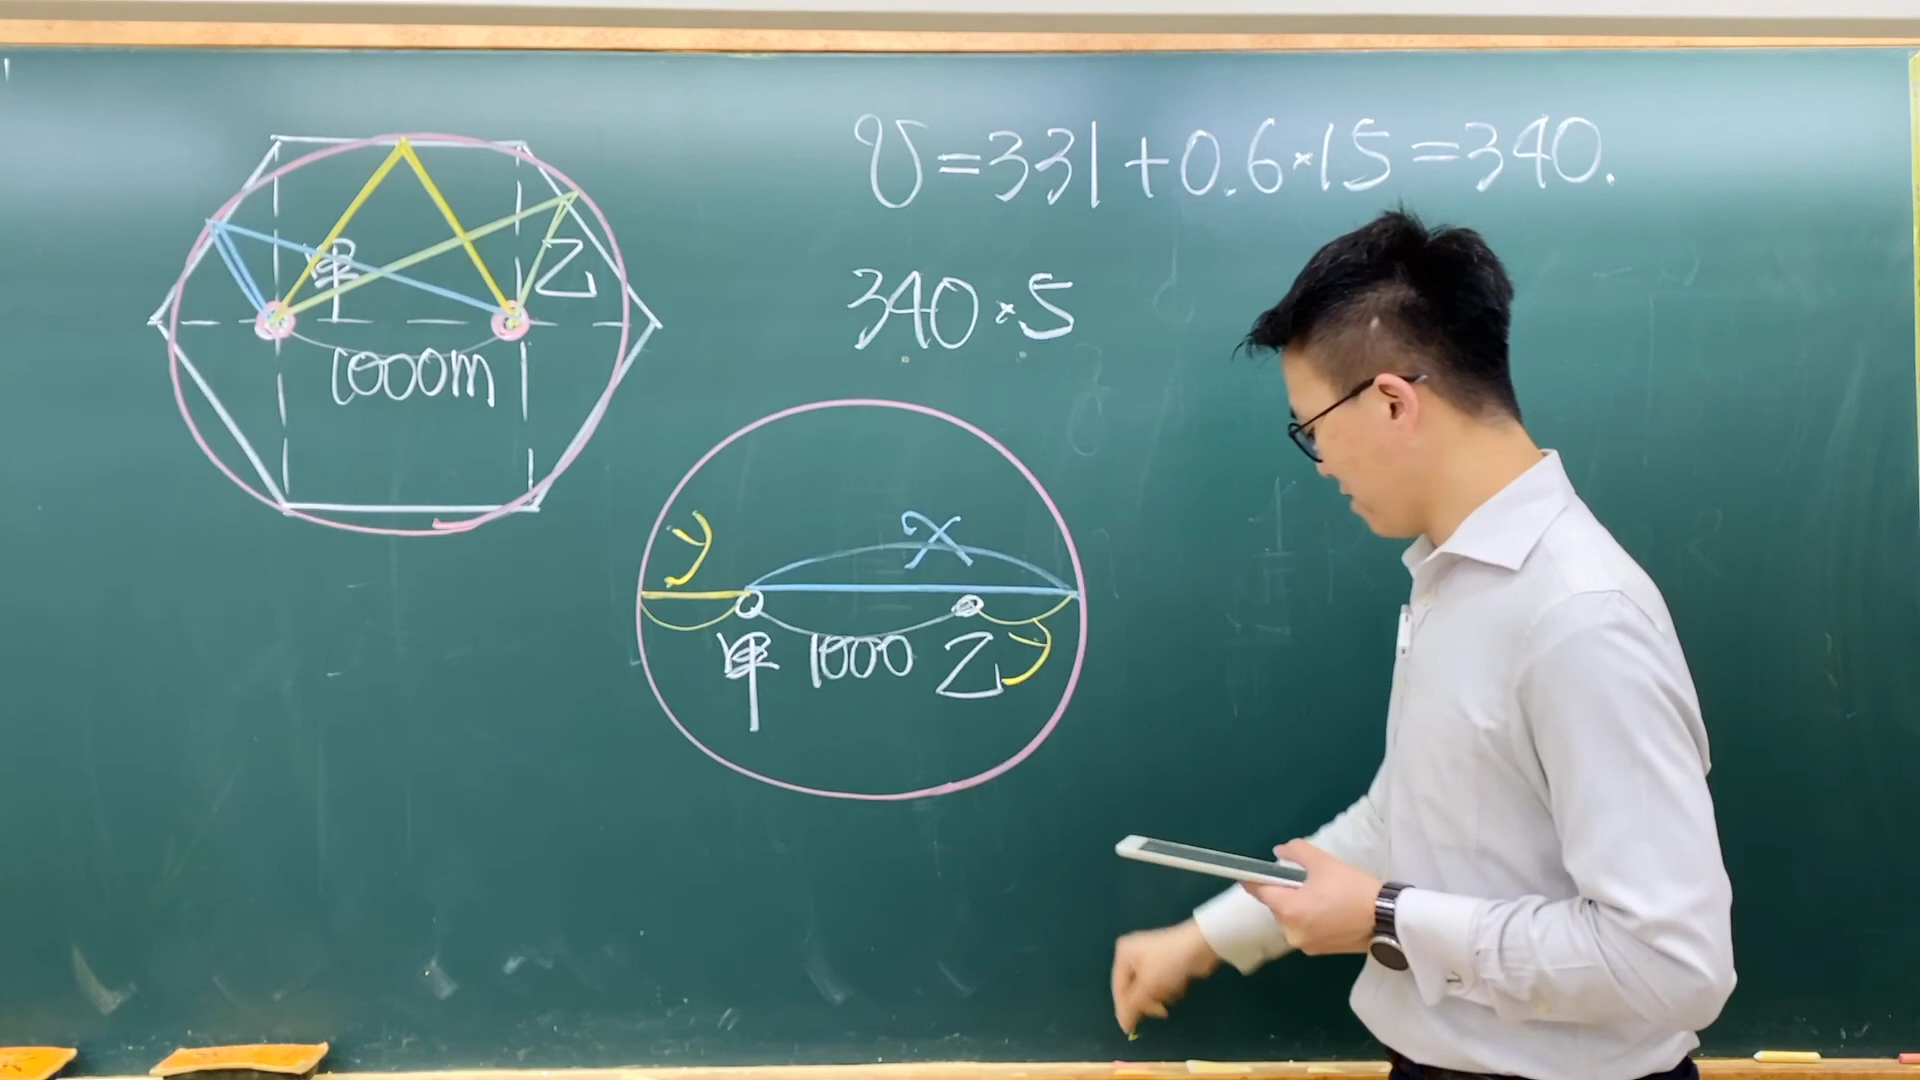 v=331+0.6×15=340.
340×5
甲 乙
1000m
y x
甲 1000 乙 y